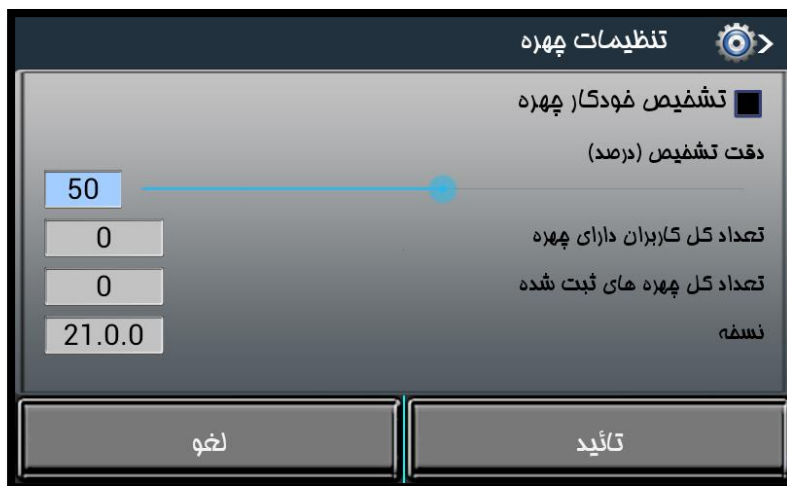 تنظیمات چهره
تشخیص خودکار چهره
دقت تشخیص (درصد)
50
تعداد کل کاربران دارای چهره
0
تعداد کل چهره های ثبت شده
0
نسخه
21.0.0
تائید
لغو